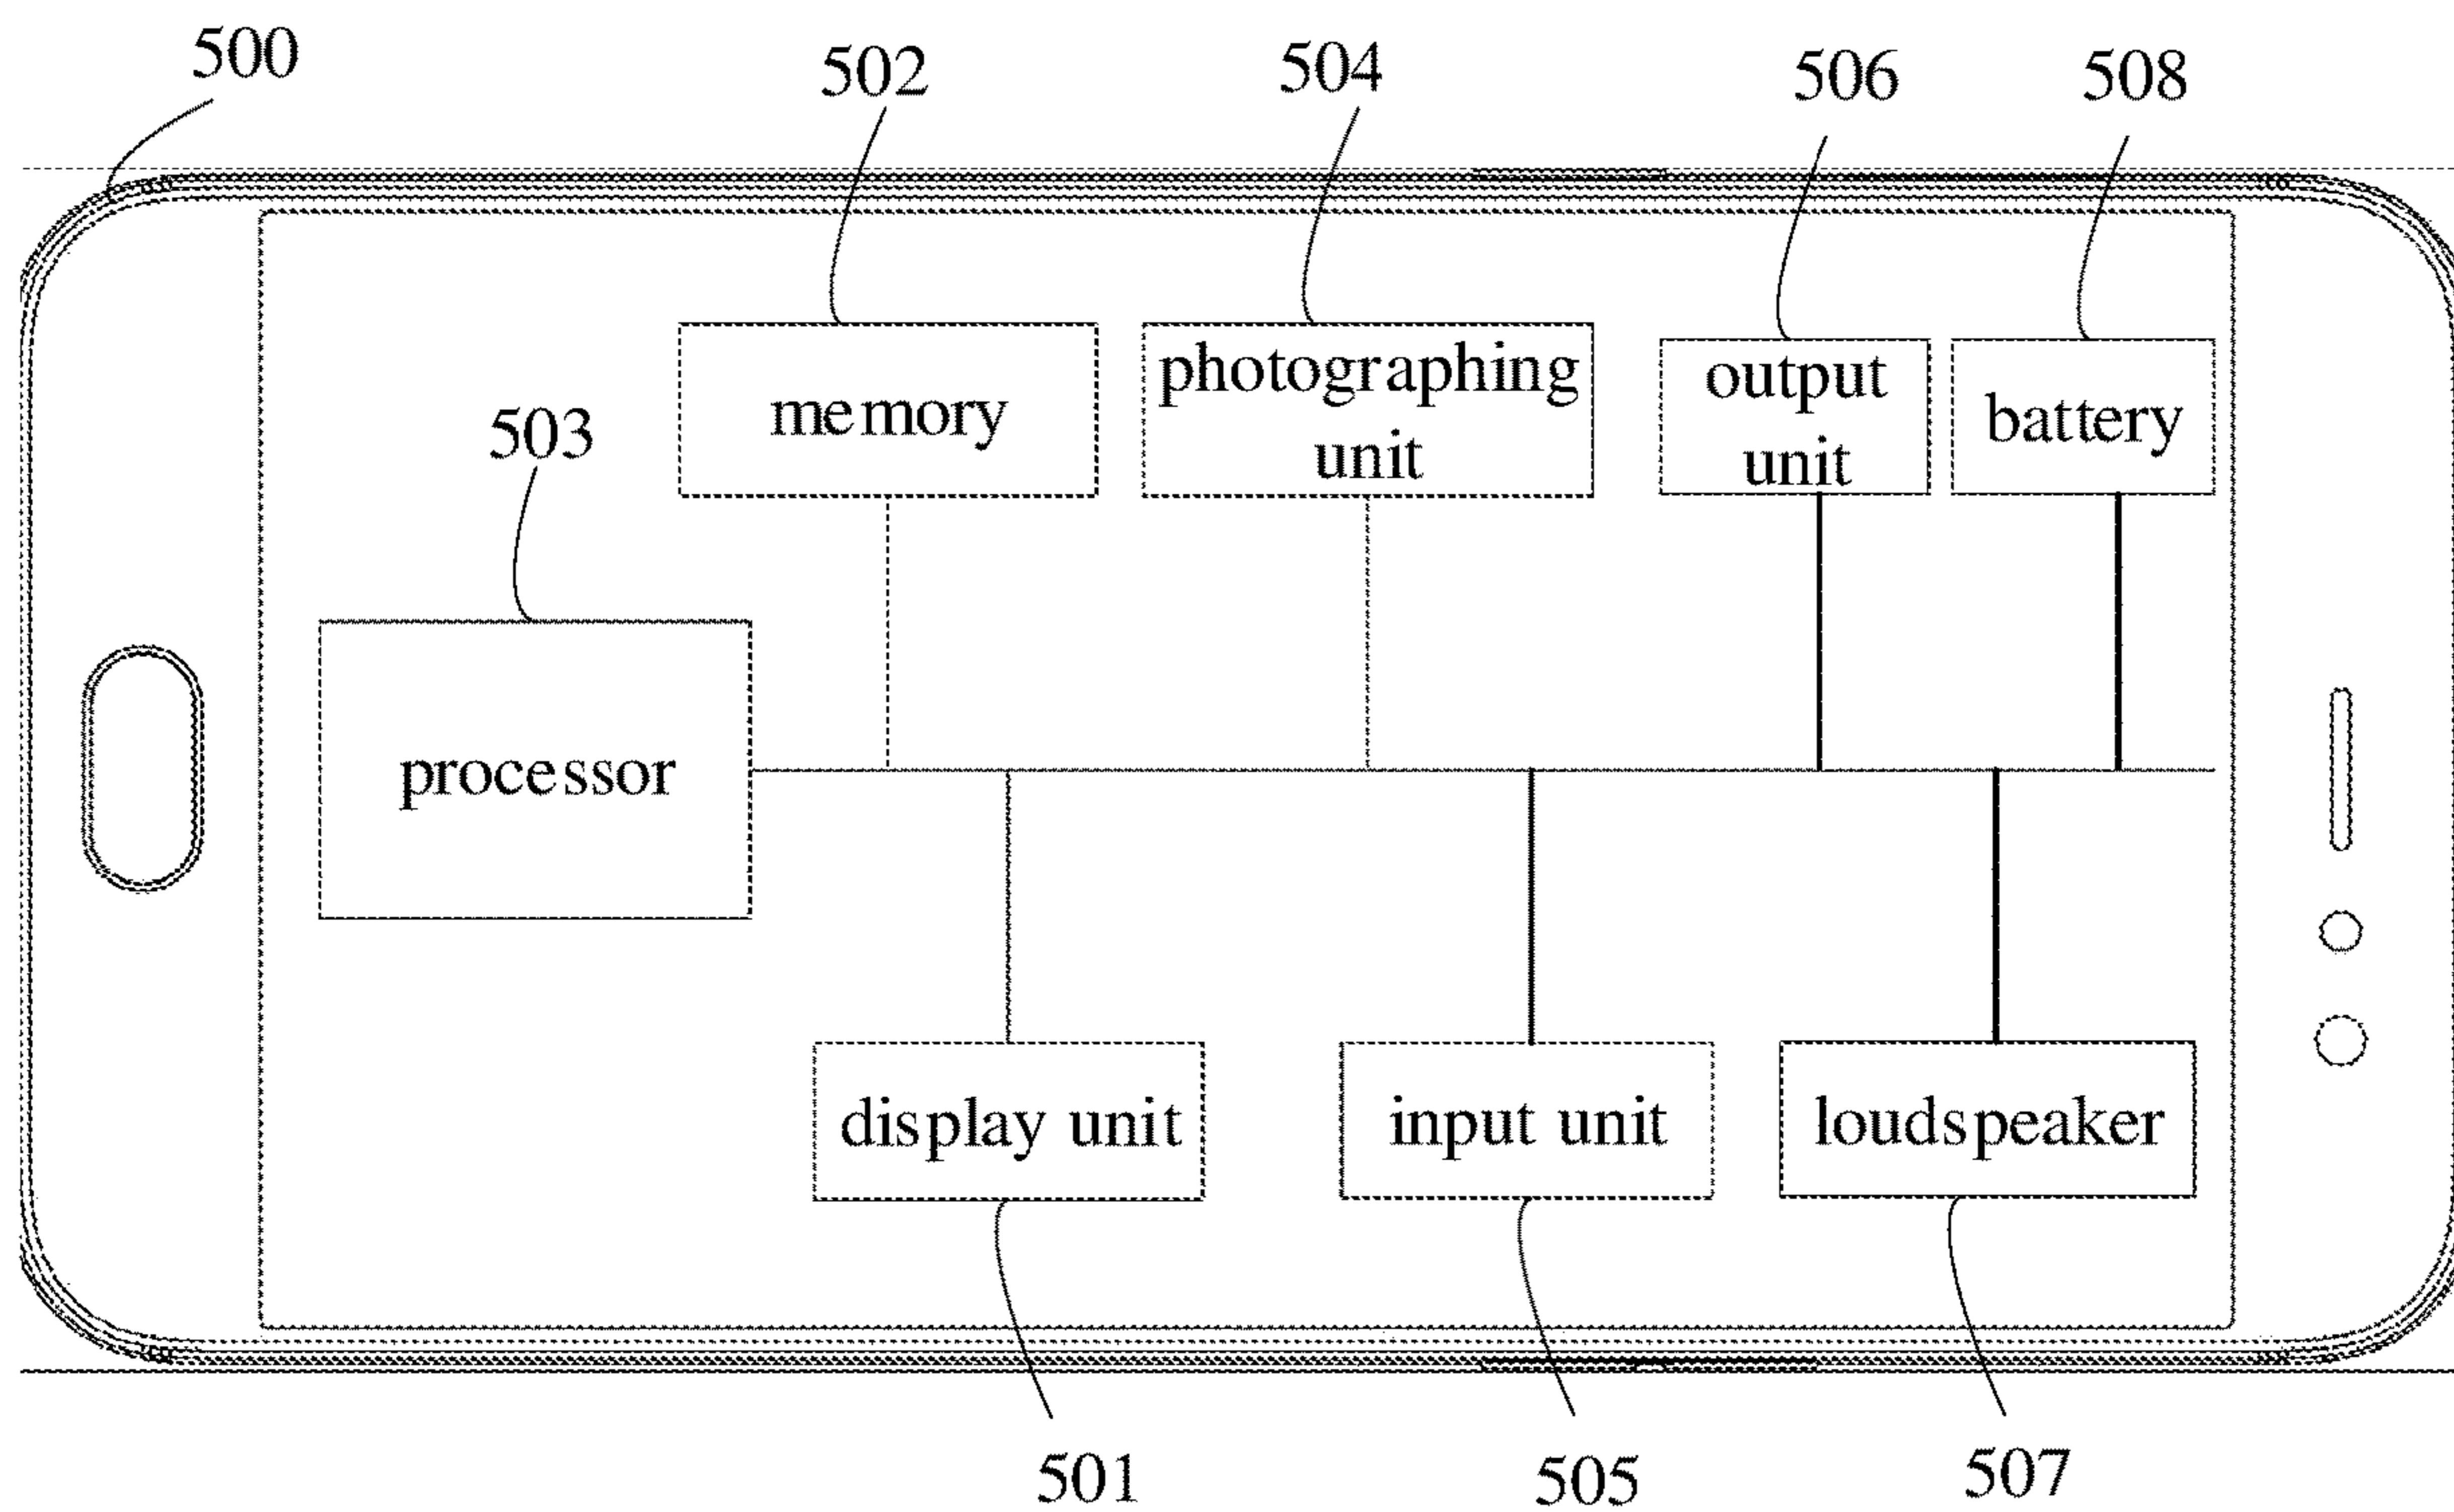 500
502
504
506
508
memory
photographing
unit
output
unit
battery
503
processor
display unit
input unit
loudspeaker
501
505
507